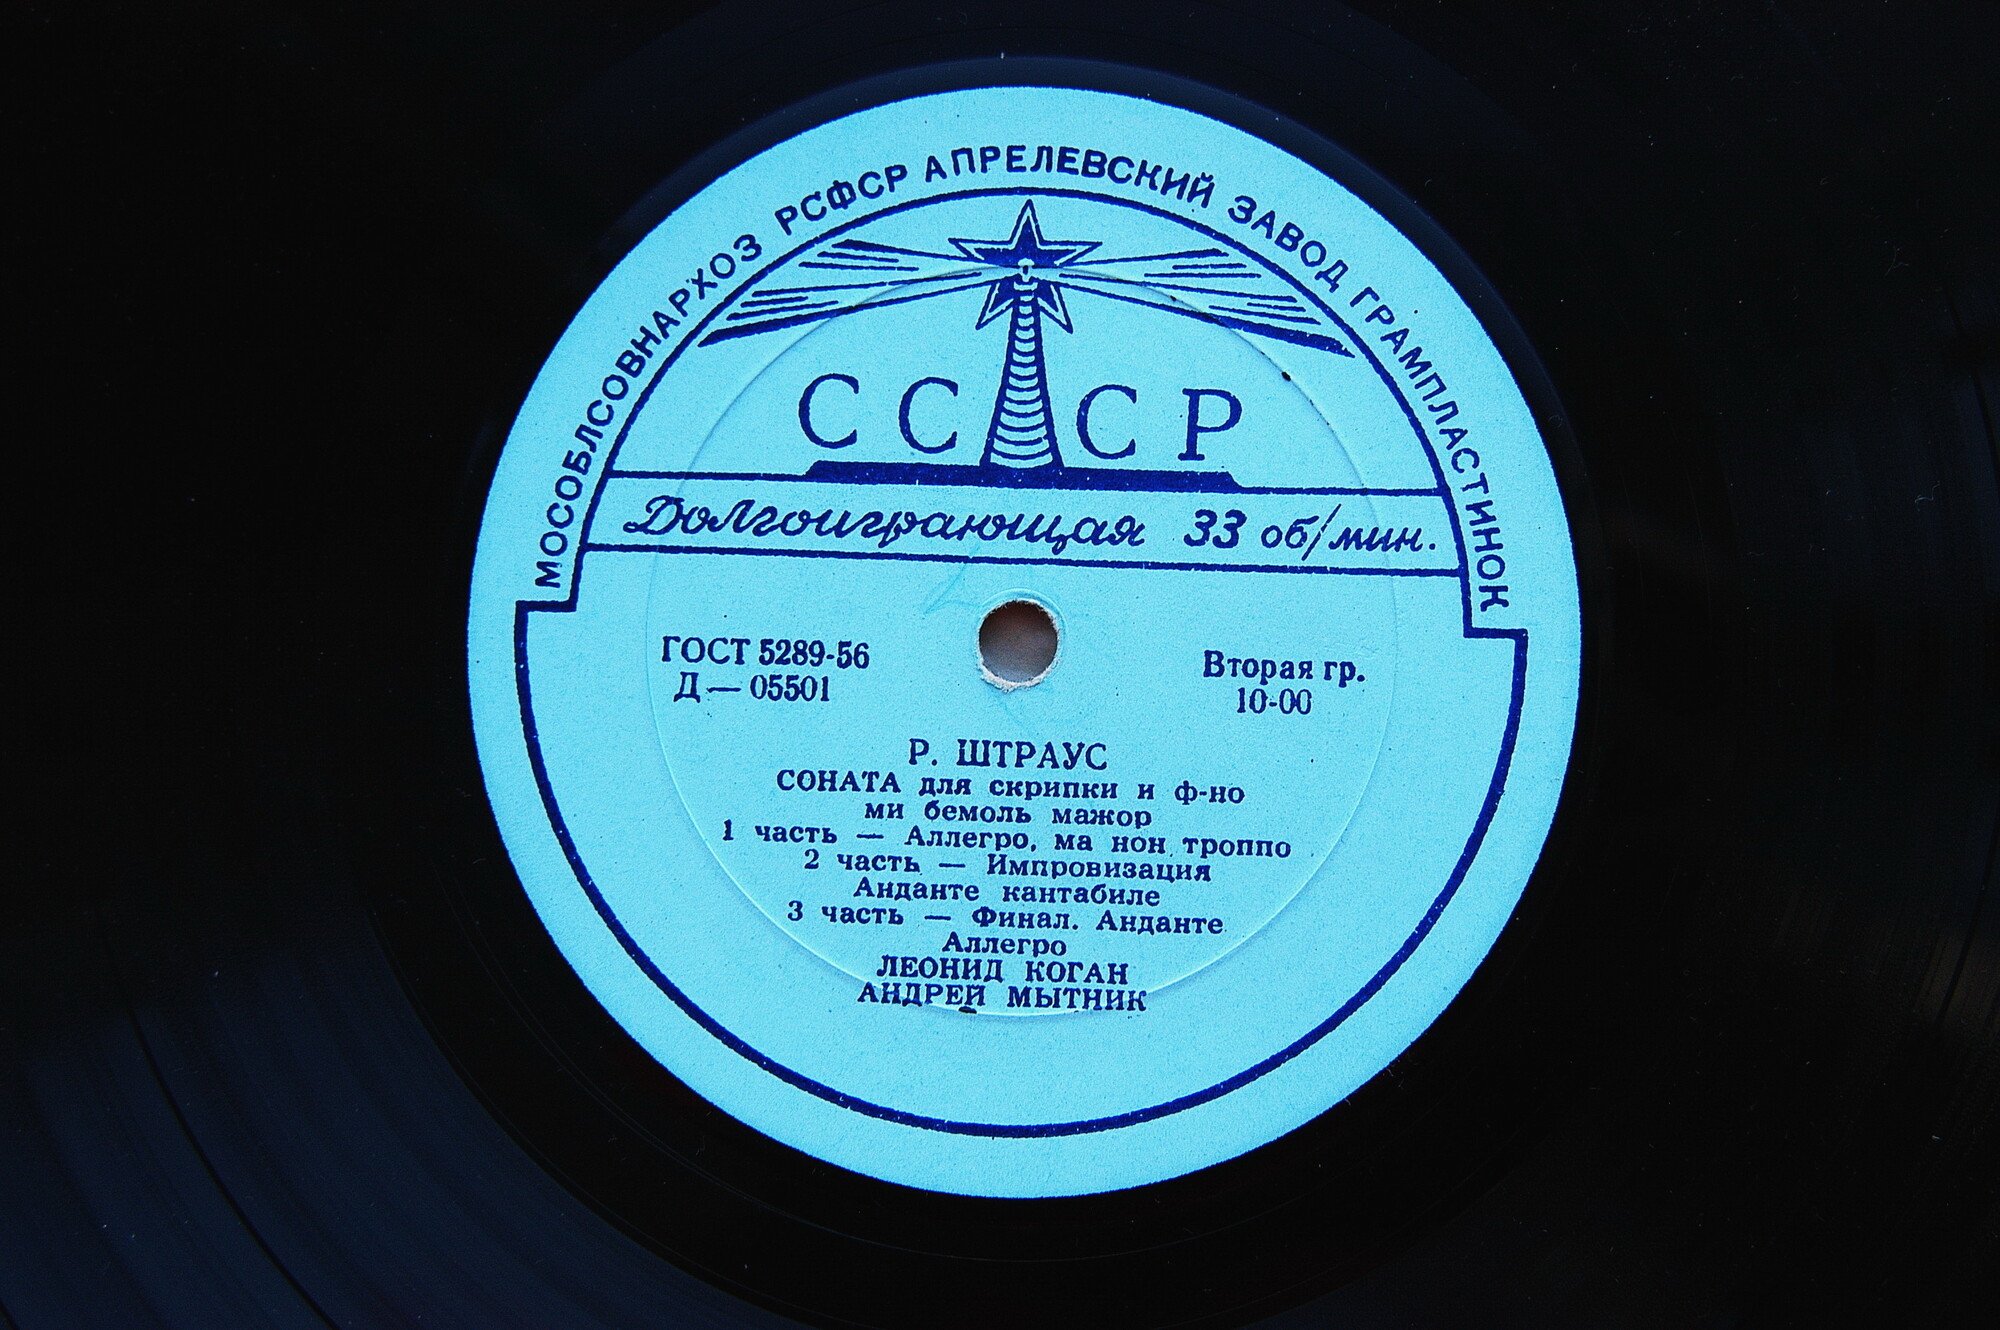 МОСОБЛСОВНАРХОЗ РСФСР АПРЕЛЕВСКИЙ ЗАВОД ГРАМПЛАСТИНОК
СССР
Долгоиграющая 33 об/мин.
ГОСТ 5289-56
Д — 05501
Вторая гр.
10-00
Р. ШТРАУС
СОНАТА для скрипки и ф-но
ми бемоль мажор
1 часть — Аллегро, ма нон троппо
2 часть — Импровизация
Анданте кантабиле
3 часть — Финал. Анданте
Аллегро
ЛЕОНИД КОГАН
АНДРЕЙ МЫТНИК